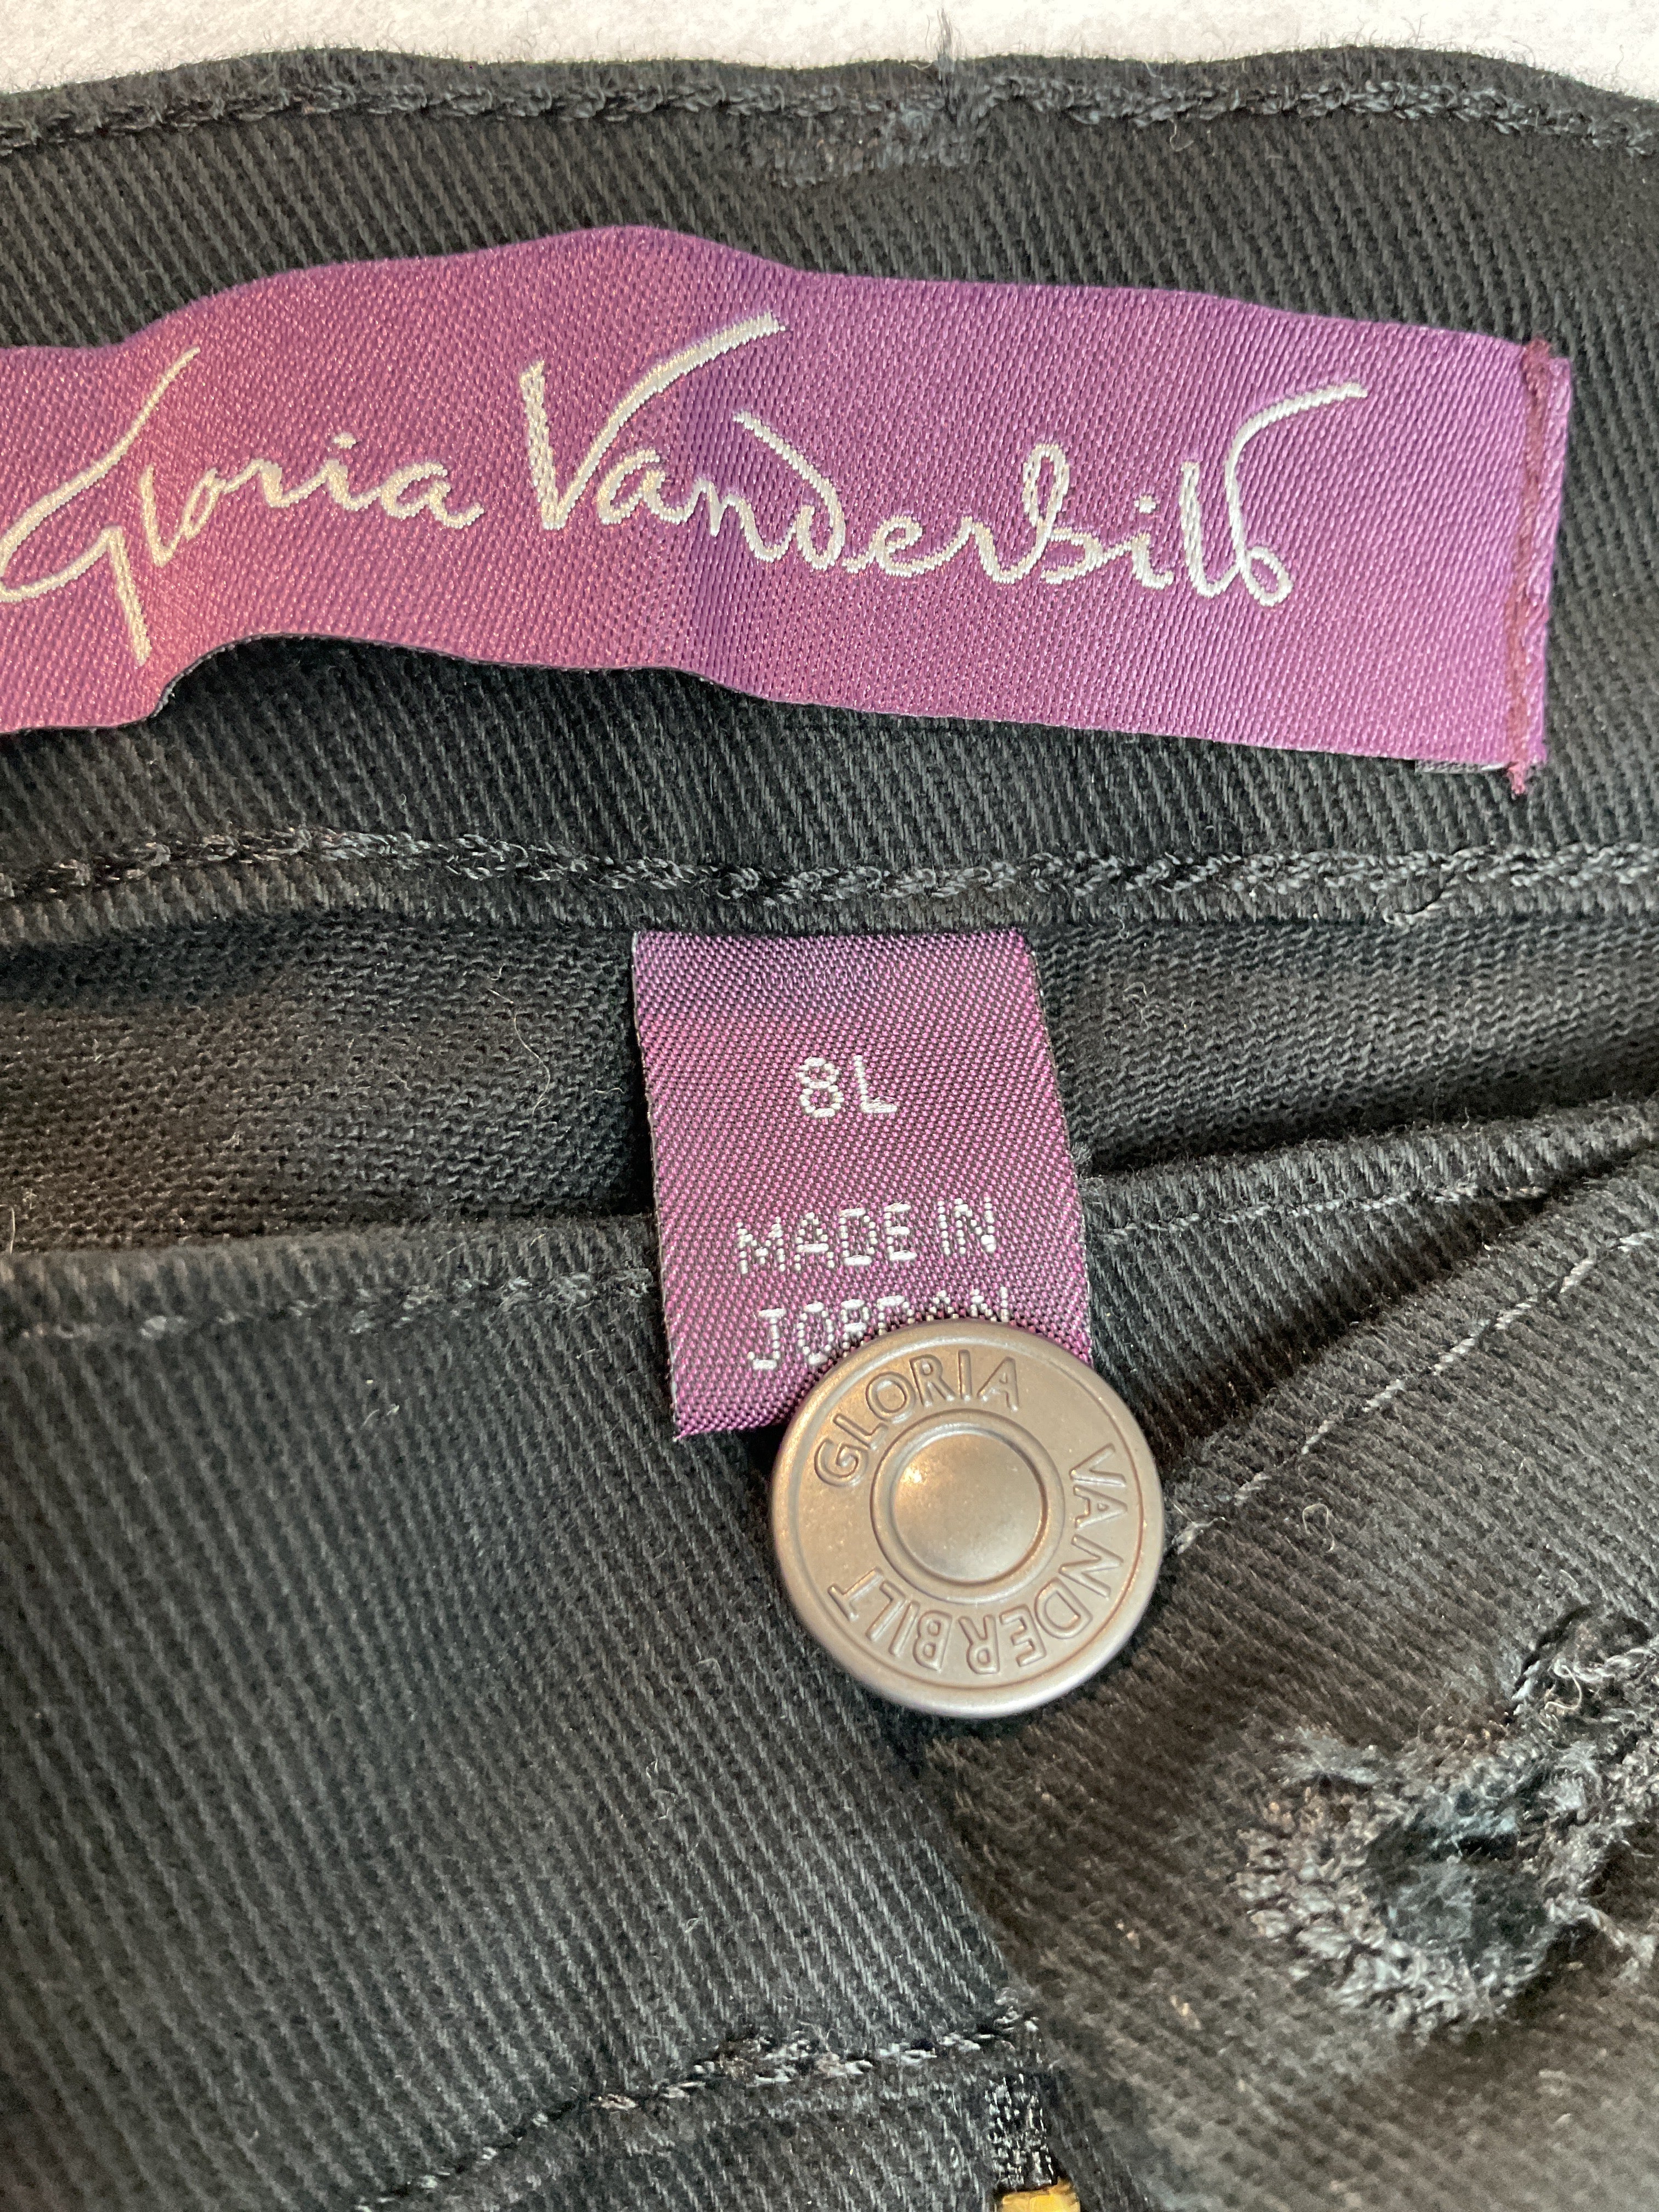 Gloria Vanderbilt
8L
MADE IN
JORDAN
GLORIA VANDERBILT